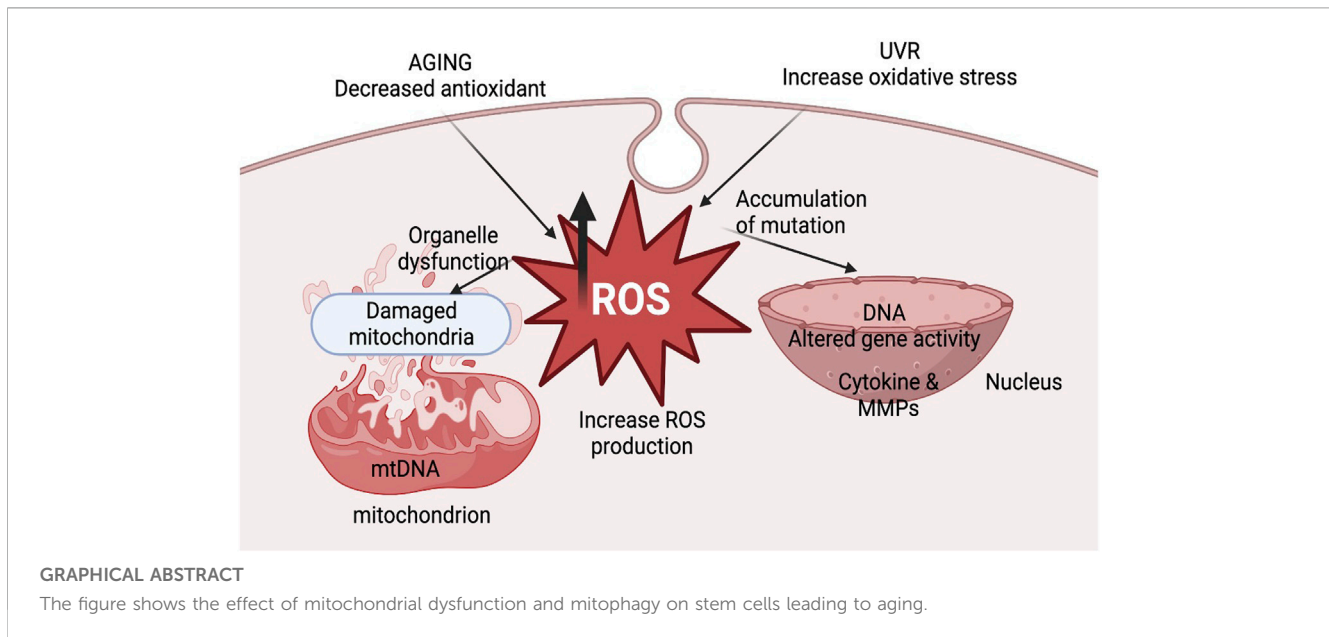 AGING
Decreased antioxidant
UVR
Increase oxidative stress
Accumulation
of mutation
Organelle
dysfunction
Damaged
mitochondria
ROS
DNA
Altered gene activity
Cytokine &
MMPs
Nucleus
Increase ROS
production
mtDNA
mitochondrion
GRAPHICAL ABSTRACT
The figure shows the effect of mitochondrial dysfunction and mitophagy on stem cells leading to aging.